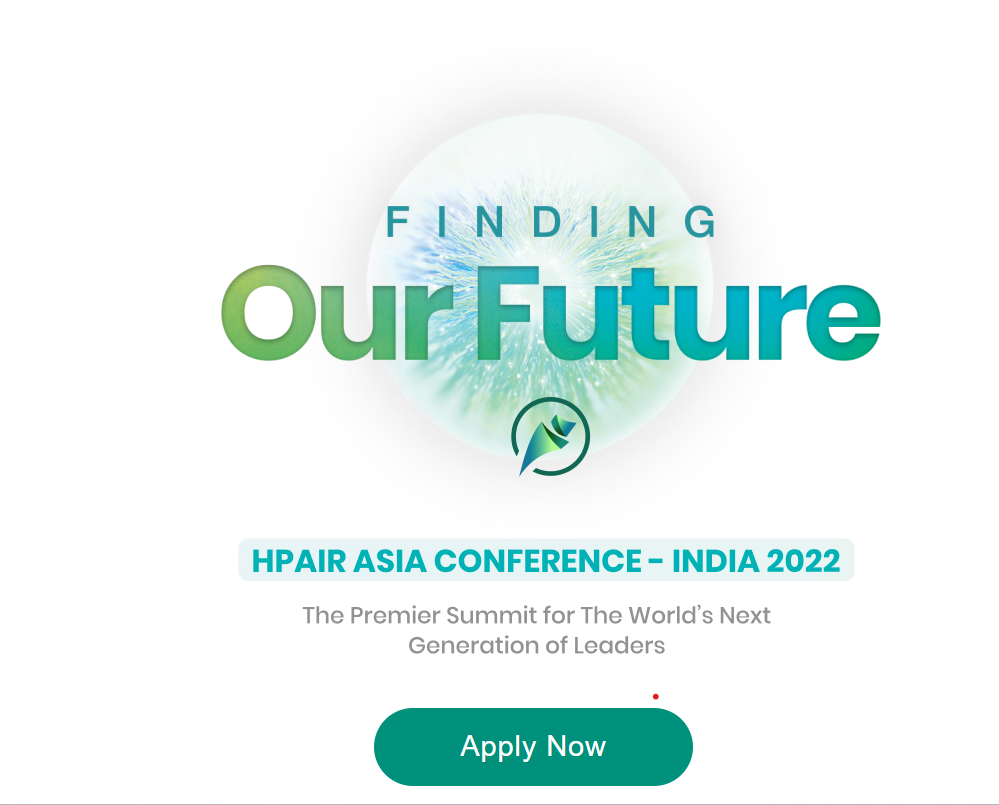 FINDING
Our Future
HPAIR ASIA CONFERENCE - INDIA 2022
The Premier Summit for The World's Next
Generation of Leaders
Apply Now